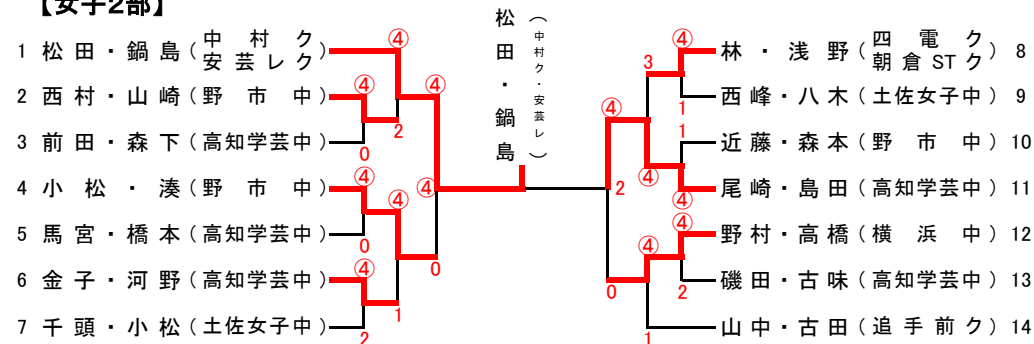 【女子2部】
1 松田・鍋島 (中村ク 安芸レク)
2 西村・山崎 (野市中)
3 前田・森下 (高知学芸中)
4 小松・湊 (野市中)
5 馬宮・橋本 (高知学芸中)
6 金子・河野 (高知学芸中)
7 千頭・小松 (土佐女子中)
④
④
0
2
④
④
0
④
④
2
1
0
④
松田・鍋島
(中村ク・安芸レ)
2
④
3
④
1
1
④
④
0
④
④
2
1
林・浅野 (四電ク 朝倉STク) 8
西峰・八木 (土佐女子中) 9
近藤・森本 (野市中) 10
尾崎・島田 (高知学芸中) 11
野村・高橋 (横浜中) 12
磯田・古味 (高知学芸中) 13
山中・古田 (追手前ク) 14